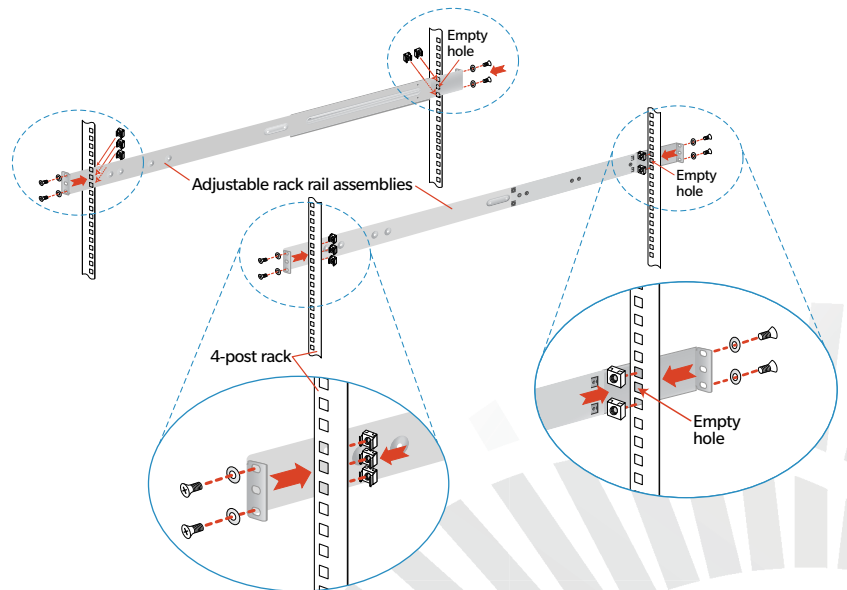 Empty
hole
Adjustable rack rail assemblies
Empty
hole
4-post rack
Empty
hole